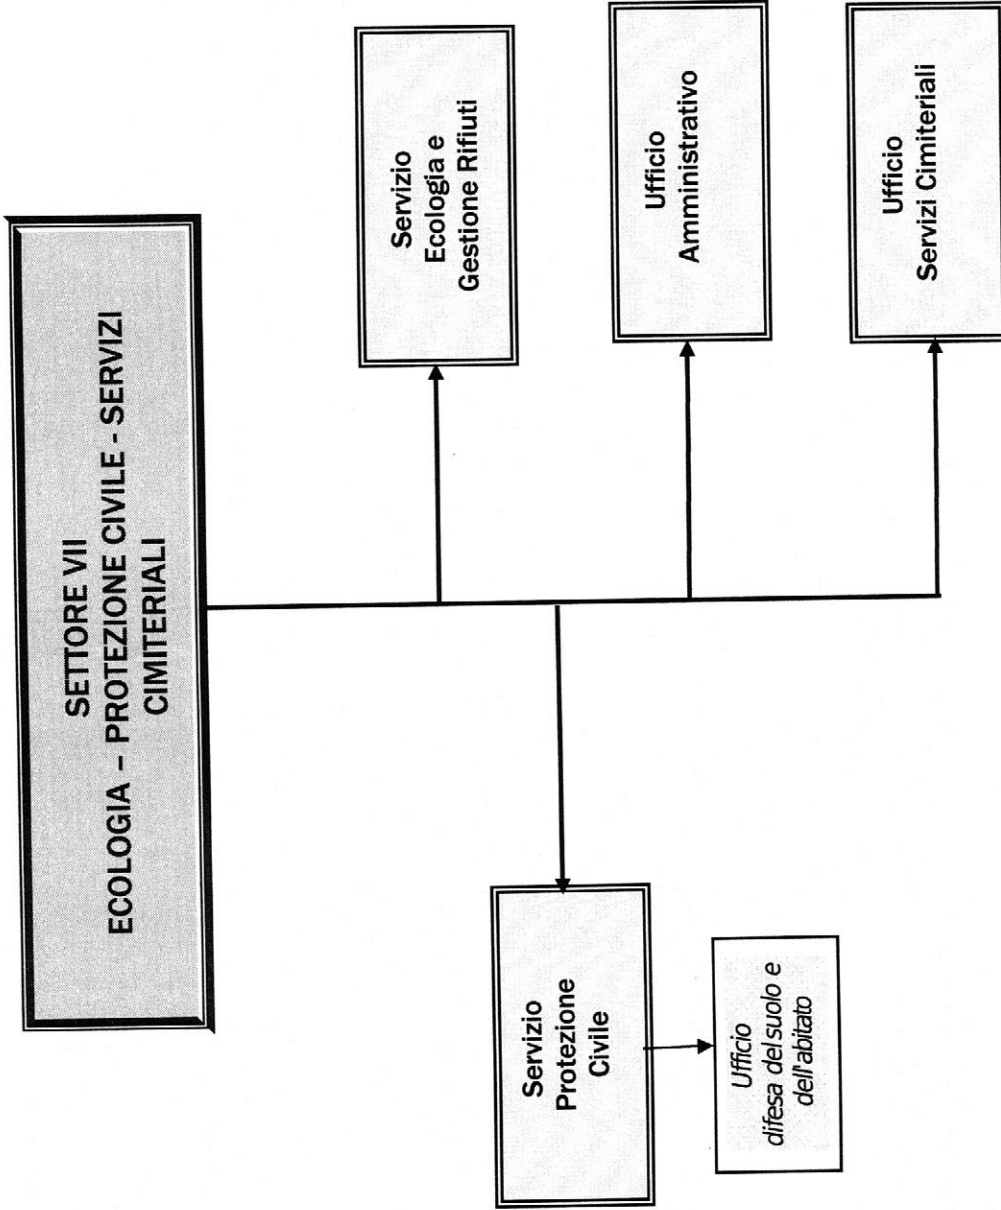 SETTORE VII
ECOLOGIA – PROTEZIONE CIVILE - SERVIZI
CIMITERIALI
Servizio
Ecologia e
Gestione Rifiuti
Servizio
Protezione
Civile
Ufficio
difesa del suolo e
dell'abitato
Ufficio
Amministrativo
Ufficio
Servizi Cimiteriali